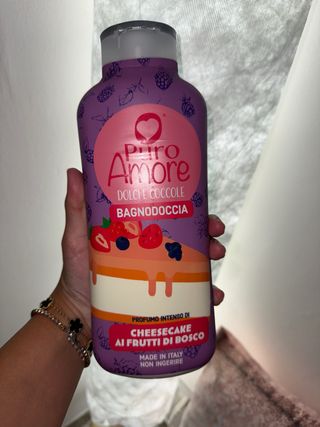 Puro
Amore
DOLCI E COCCOLE
BAGNODOCCIA
PROFUMO INTENSO DI
CHEESECAKE
AI FRUTTI DI BOSCO
MADE IN ITALY
NON INGERIRE